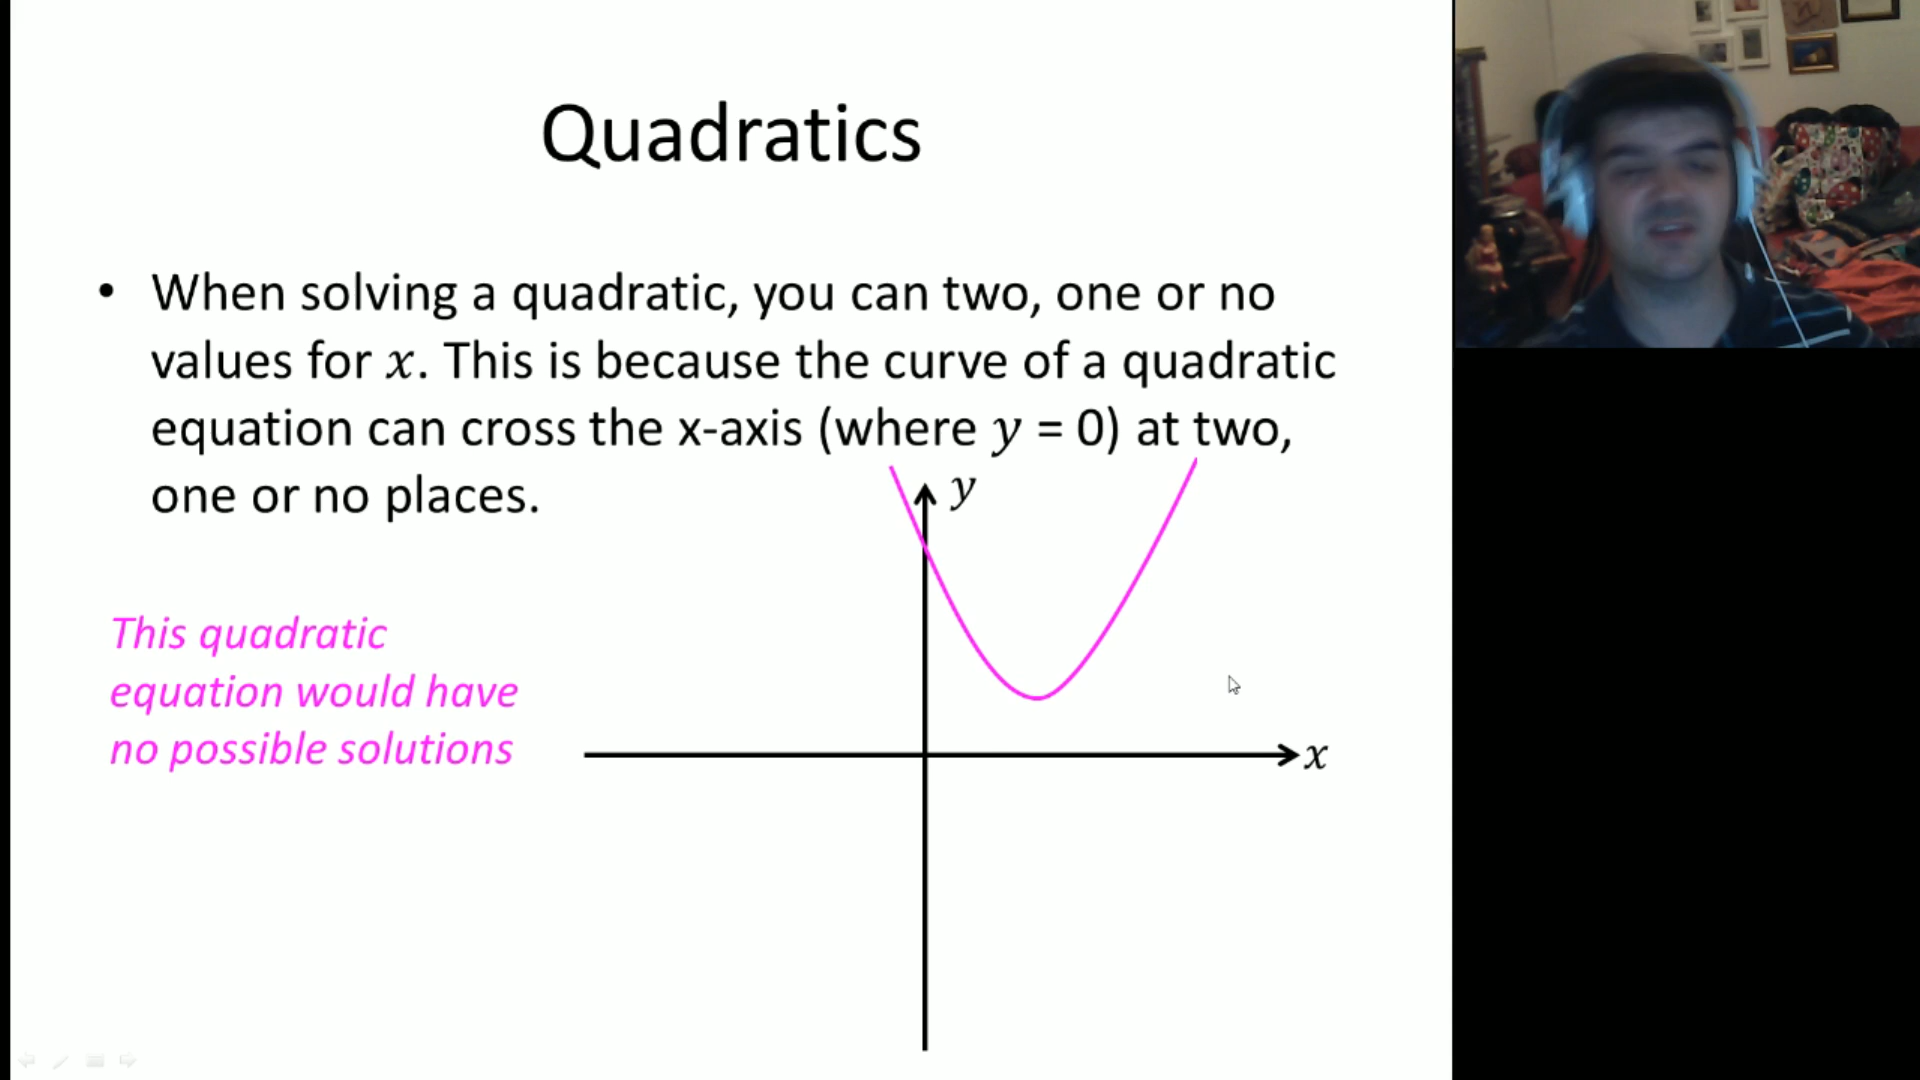 Quadratics
• When solving a quadratic, you can two, one or no
values for x. This is because the curve of a quadratic
equation can cross the x-axis (where y = 0) at two,
one or no places.
y
This quadratic
equation would have
no possible solutions
x